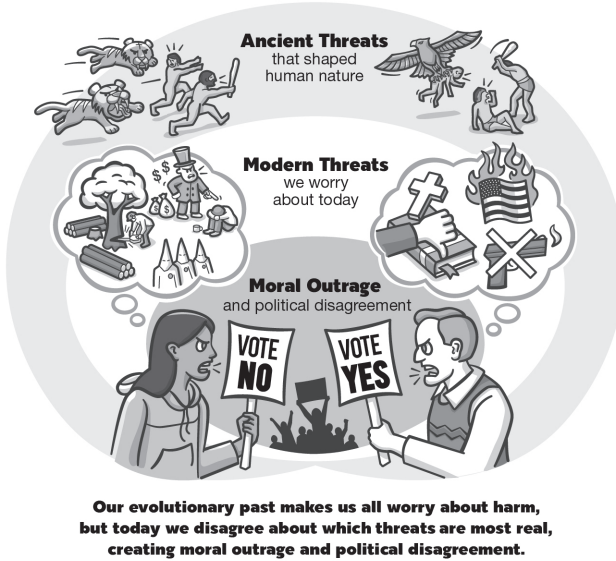 Ancient Threats
that shaped
human nature
Modern Threats
we worry
about today
$ $
$ $
Moral Outrage
and political disagreement
VOTE
NO
VOTE
YES
Our evolutionary past makes us all worry about harm,
but today we disagree about which threats are most real,
creating moral outrage and political disagreement.